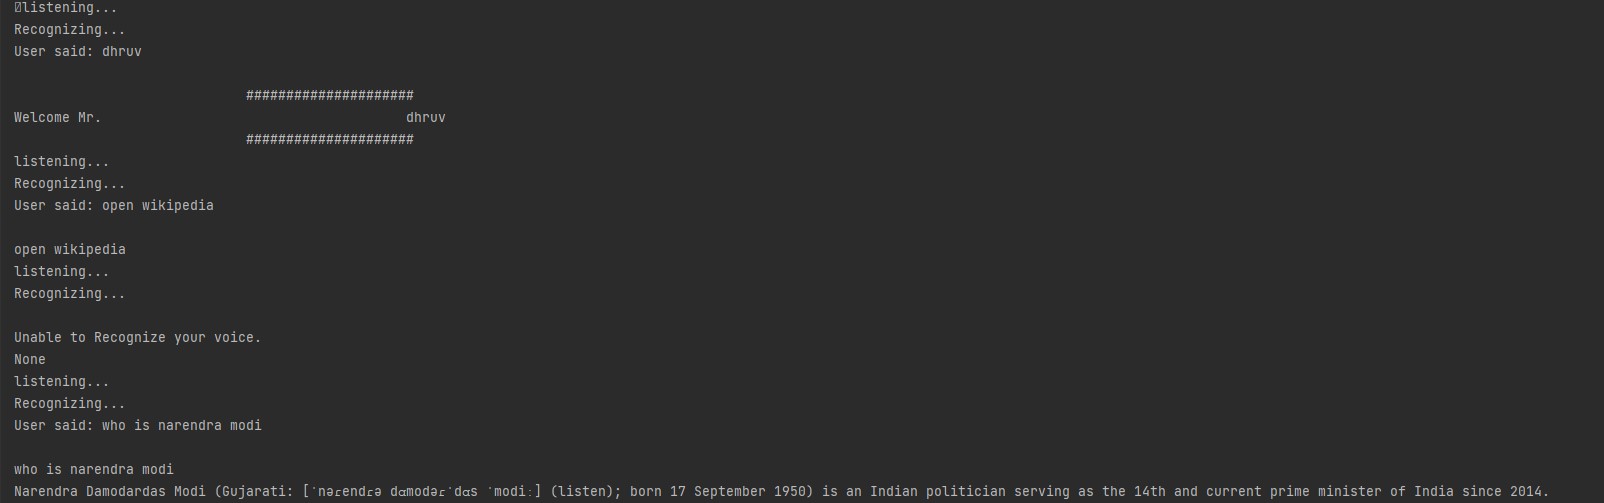 listening...
Recognizing...
User said: dhruv
#####################
Welcome Mr. dhruv
#####################
listening...
Recognizing...
User said: open wikipedia
open wikipedia
listening...
Recognizing...
Unable to Recognize your voice.
None
listening...
Recognizing...
User said: who is narendra modi
who is narendra modi
Narendra Damodardas Modi (Gujarati: [ˈnəɾendɾə dɑmodəɾˈdɑs ˈmodiː] (listen); born 17 September 1950) is an Indian politician serving as the 14th and current prime minister of India since 2014.